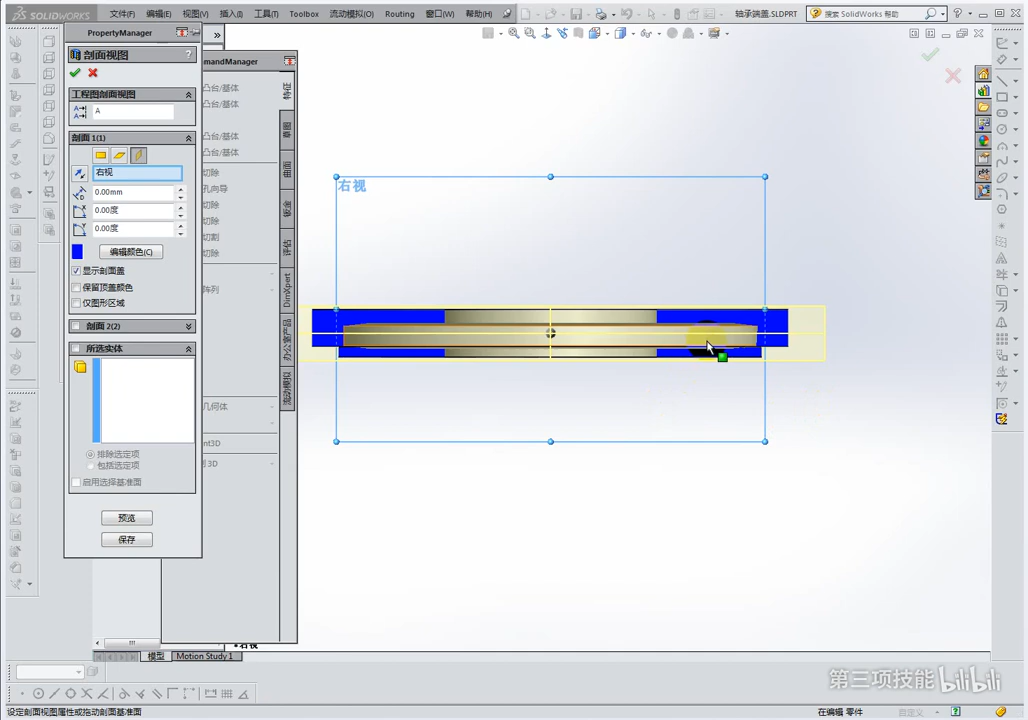 SOLIDWORKS 文件(F) 编辑(E) 视图(V) 插入(I) 工具(T) Toolbox 流动模拟(O) Routing 窗口(W) 帮助(H) 轴承端盖.SLDPRT 搜索 SolidWorks 帮助
PropertyManager
剖面视图
?
工程图剖面视图
A
剖面 1(1)
右视
0.00mm
0.00度
0.00度
编辑颜色(C)
显示剖面盖
保留顶盖颜色
仅图形区域
剖面 2(2)
所选实体
排除选定项
包括选定项
启用选择基准面
预览
保存
mmandManager
凸台/基体
凸台/基体
凸台/基体
凸台/基体
切除
孔向导
切除
切除
切割
切除
阵列
几何体
nt3D
3D
特征
草图
曲面
钣金
评估
DimXpert
办公室产品
流动模拟
右视
*右视
模型 Motion Study 1
第三项技能 bilibili
设定剖面视图属性或拖动剖面基准面
在编辑 零件
自定义